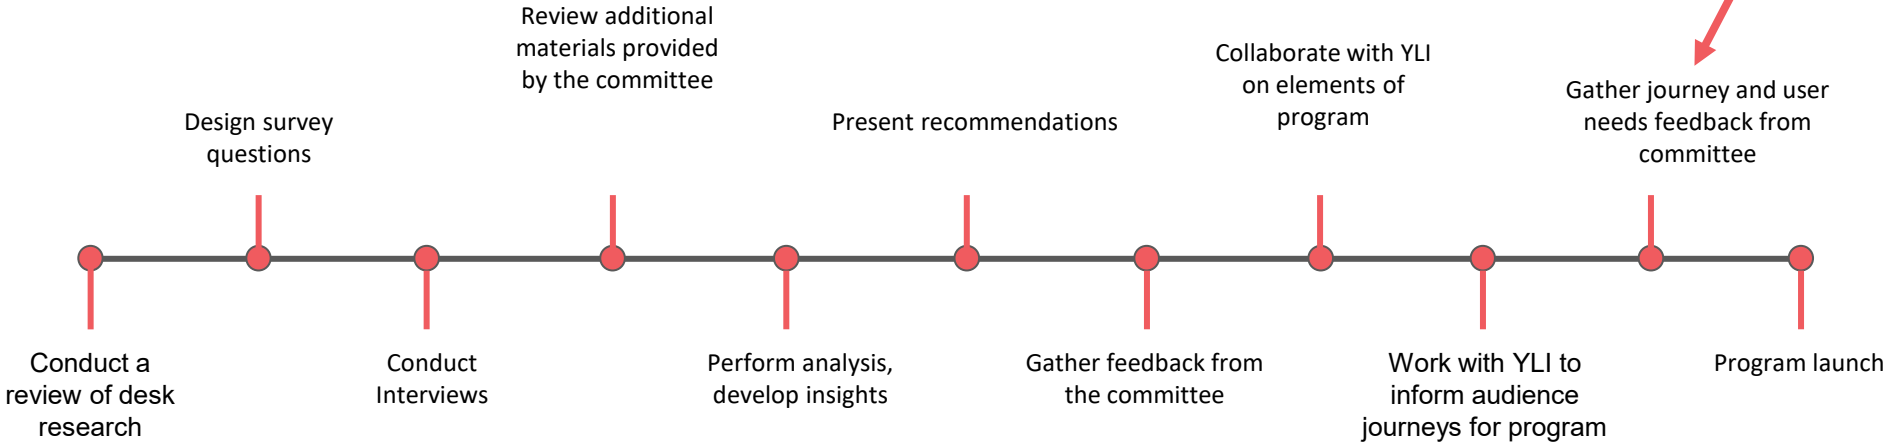 Review additional
materials provided
by the committee
Collaborate with YLI
on elements of
program
Gather journey and user
needs feedback from
committee
Design survey
questions
Present recommendations
Conduct a
review of desk
research
Conduct
Interviews
Perform analysis,
develop insights
Gather feedback from
the committee
Work with YLI to
inform audience
journeys for program
Program launch